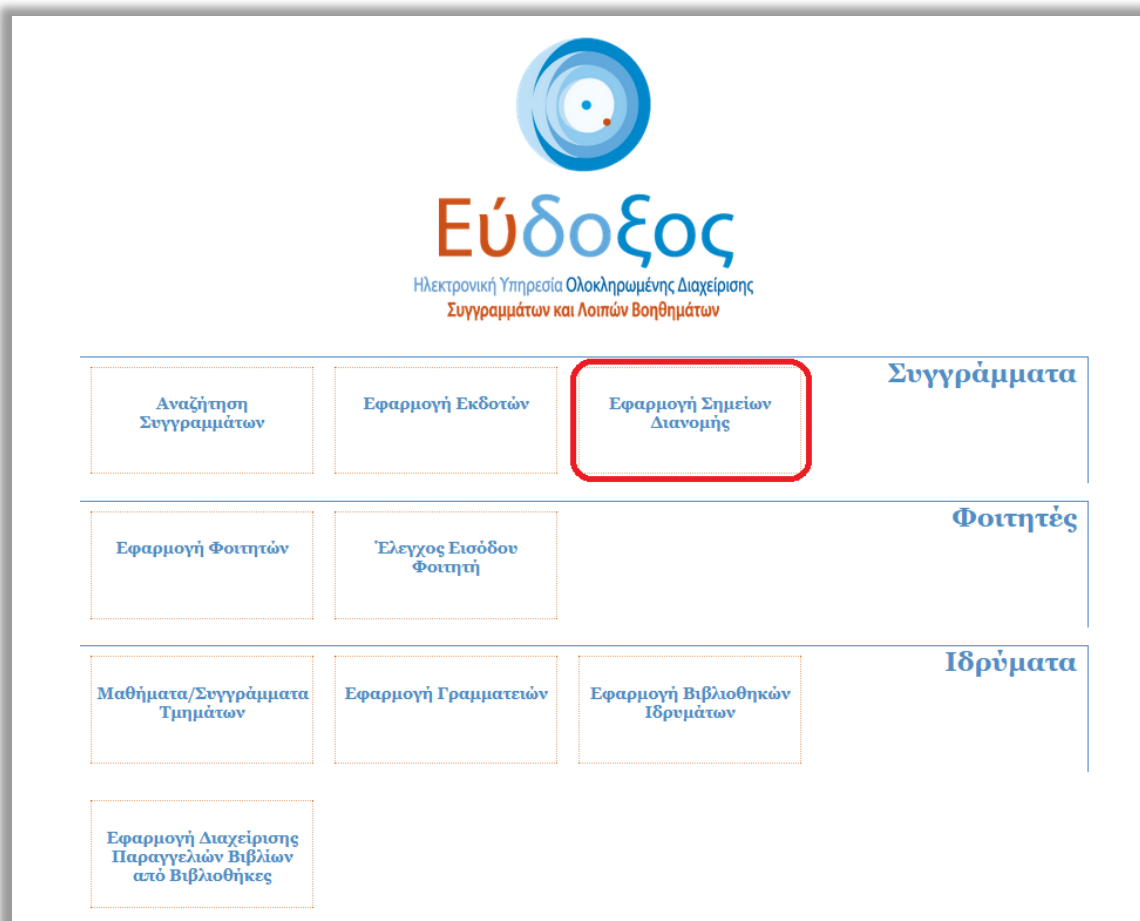 Εύδοξος
Ηλεκτρονική Υπηρεσία Ολοκληρωμένης Διαχείρισης
Συγγραμμάτων και Λοιπών Βοηθημάτων
Συγγράμματα
Αναζήτηση
Συγγραμμάτων
Εφαρμογή Εκδοτών
Εφαρμογή Σημείων
Διανομής
Φοιτητές
Εφαρμογή Φοιτητών
Έλεγχος Εισόδου
Φοιτητή
Ιδρύματα
Μαθήματα/Συγγράμματα
Τμημάτων
Εφαρμογή Γραμματειών
Εφαρμογή Βιβλιοθηκών
Ιδρυμάτων
Εφαρμογή Διαχείρισης
Παραγγελιών Βιβλίων
από Βιβλιοθήκες